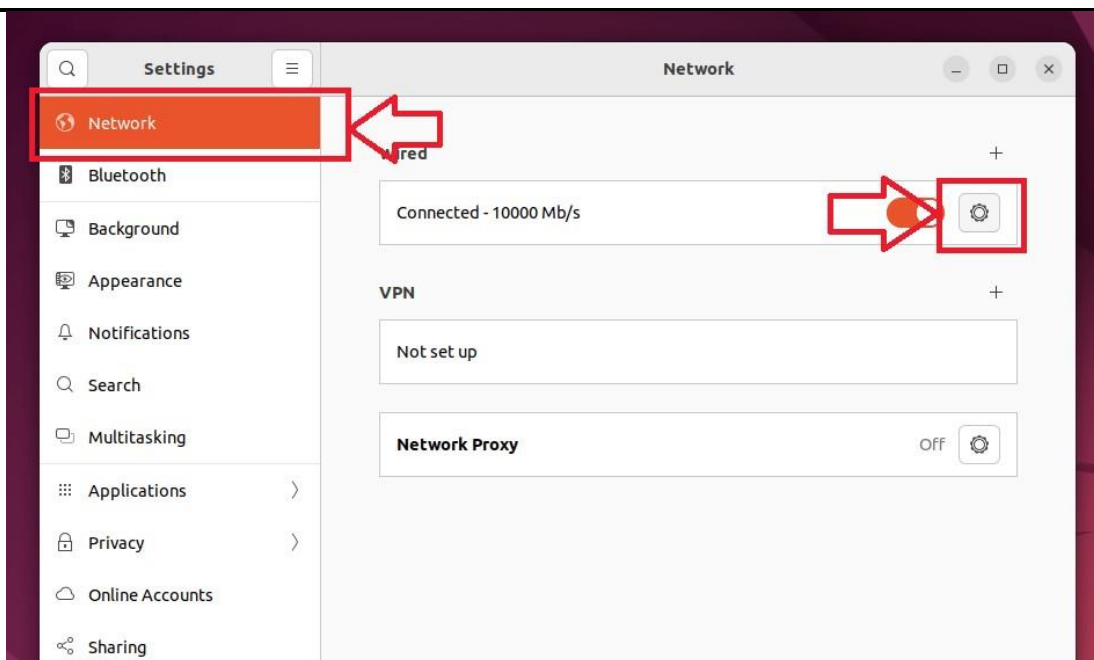 Settings
Network
Network
Bluetooth
Background
Appearance
Notifications
Search
Multitasking
Applications
Privacy
Online Accounts
Sharing
Wired
Connected - 10000 Mb/s
VPN
Not set up
Network Proxy
Off